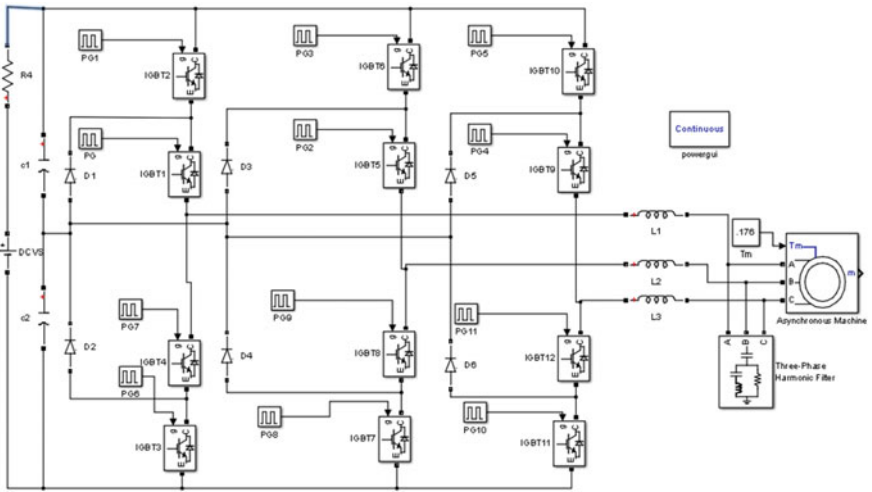 PG1
PG3
PG5
R4
IGBT2
IGBT6
IGBT10
g
C
E
g
C
E
g
C
E
PG
PG2
PG4
Continuous
powergui
c1
D1
IGBT1
D3
IGBT5
D5
IGBT9
g
C
E
g
C
E
g
C
E
L1
.176
Tm
Tm
A
B
C
m
Asynchronous Machine
DCVS
+
L2
L3
c2
PG7
PG9
PG11
D2
IGBT4
D4
IGBT8
D6
IGBT12
g
C
E
g
C
E
g
C
E
A
B
C
Three-Phase
Harmonic Filter
PG6
PG8
PG10
IGBT3
IGBT7
IGBT11
g
C
E
g
C
E
g
C
E